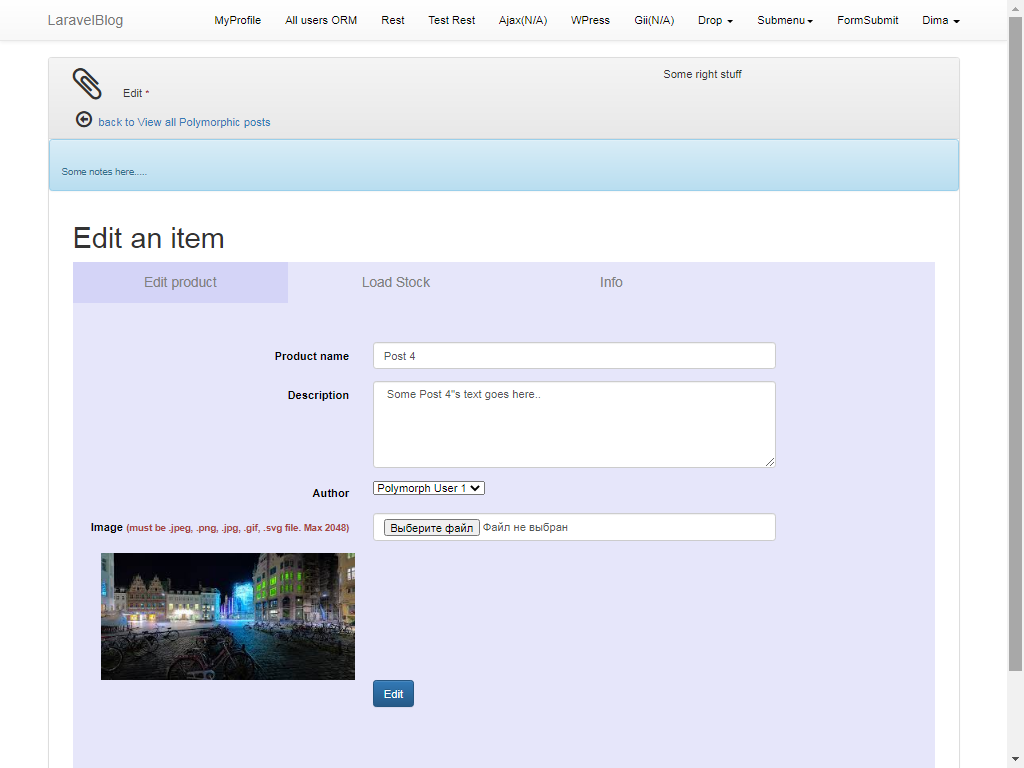 LaravelBlog MyProfile All users ORM Rest Test Rest Ajax(N/A) WPress Gii(N/A) Drop Submenu FormSubmit Dima
Some right stuff
Edit *
back to View all Polymorphic posts
Some notes here.....
Edit an item
Edit product Load Stock Info
Product name Post 4
Description Some Post 4"s text goes here..
Author Polymorph User 1
Image (must be .jpeg, .png, .jpg, .gif, .svg file. Max 2048) Выберите файл Файл не выбран
Edit